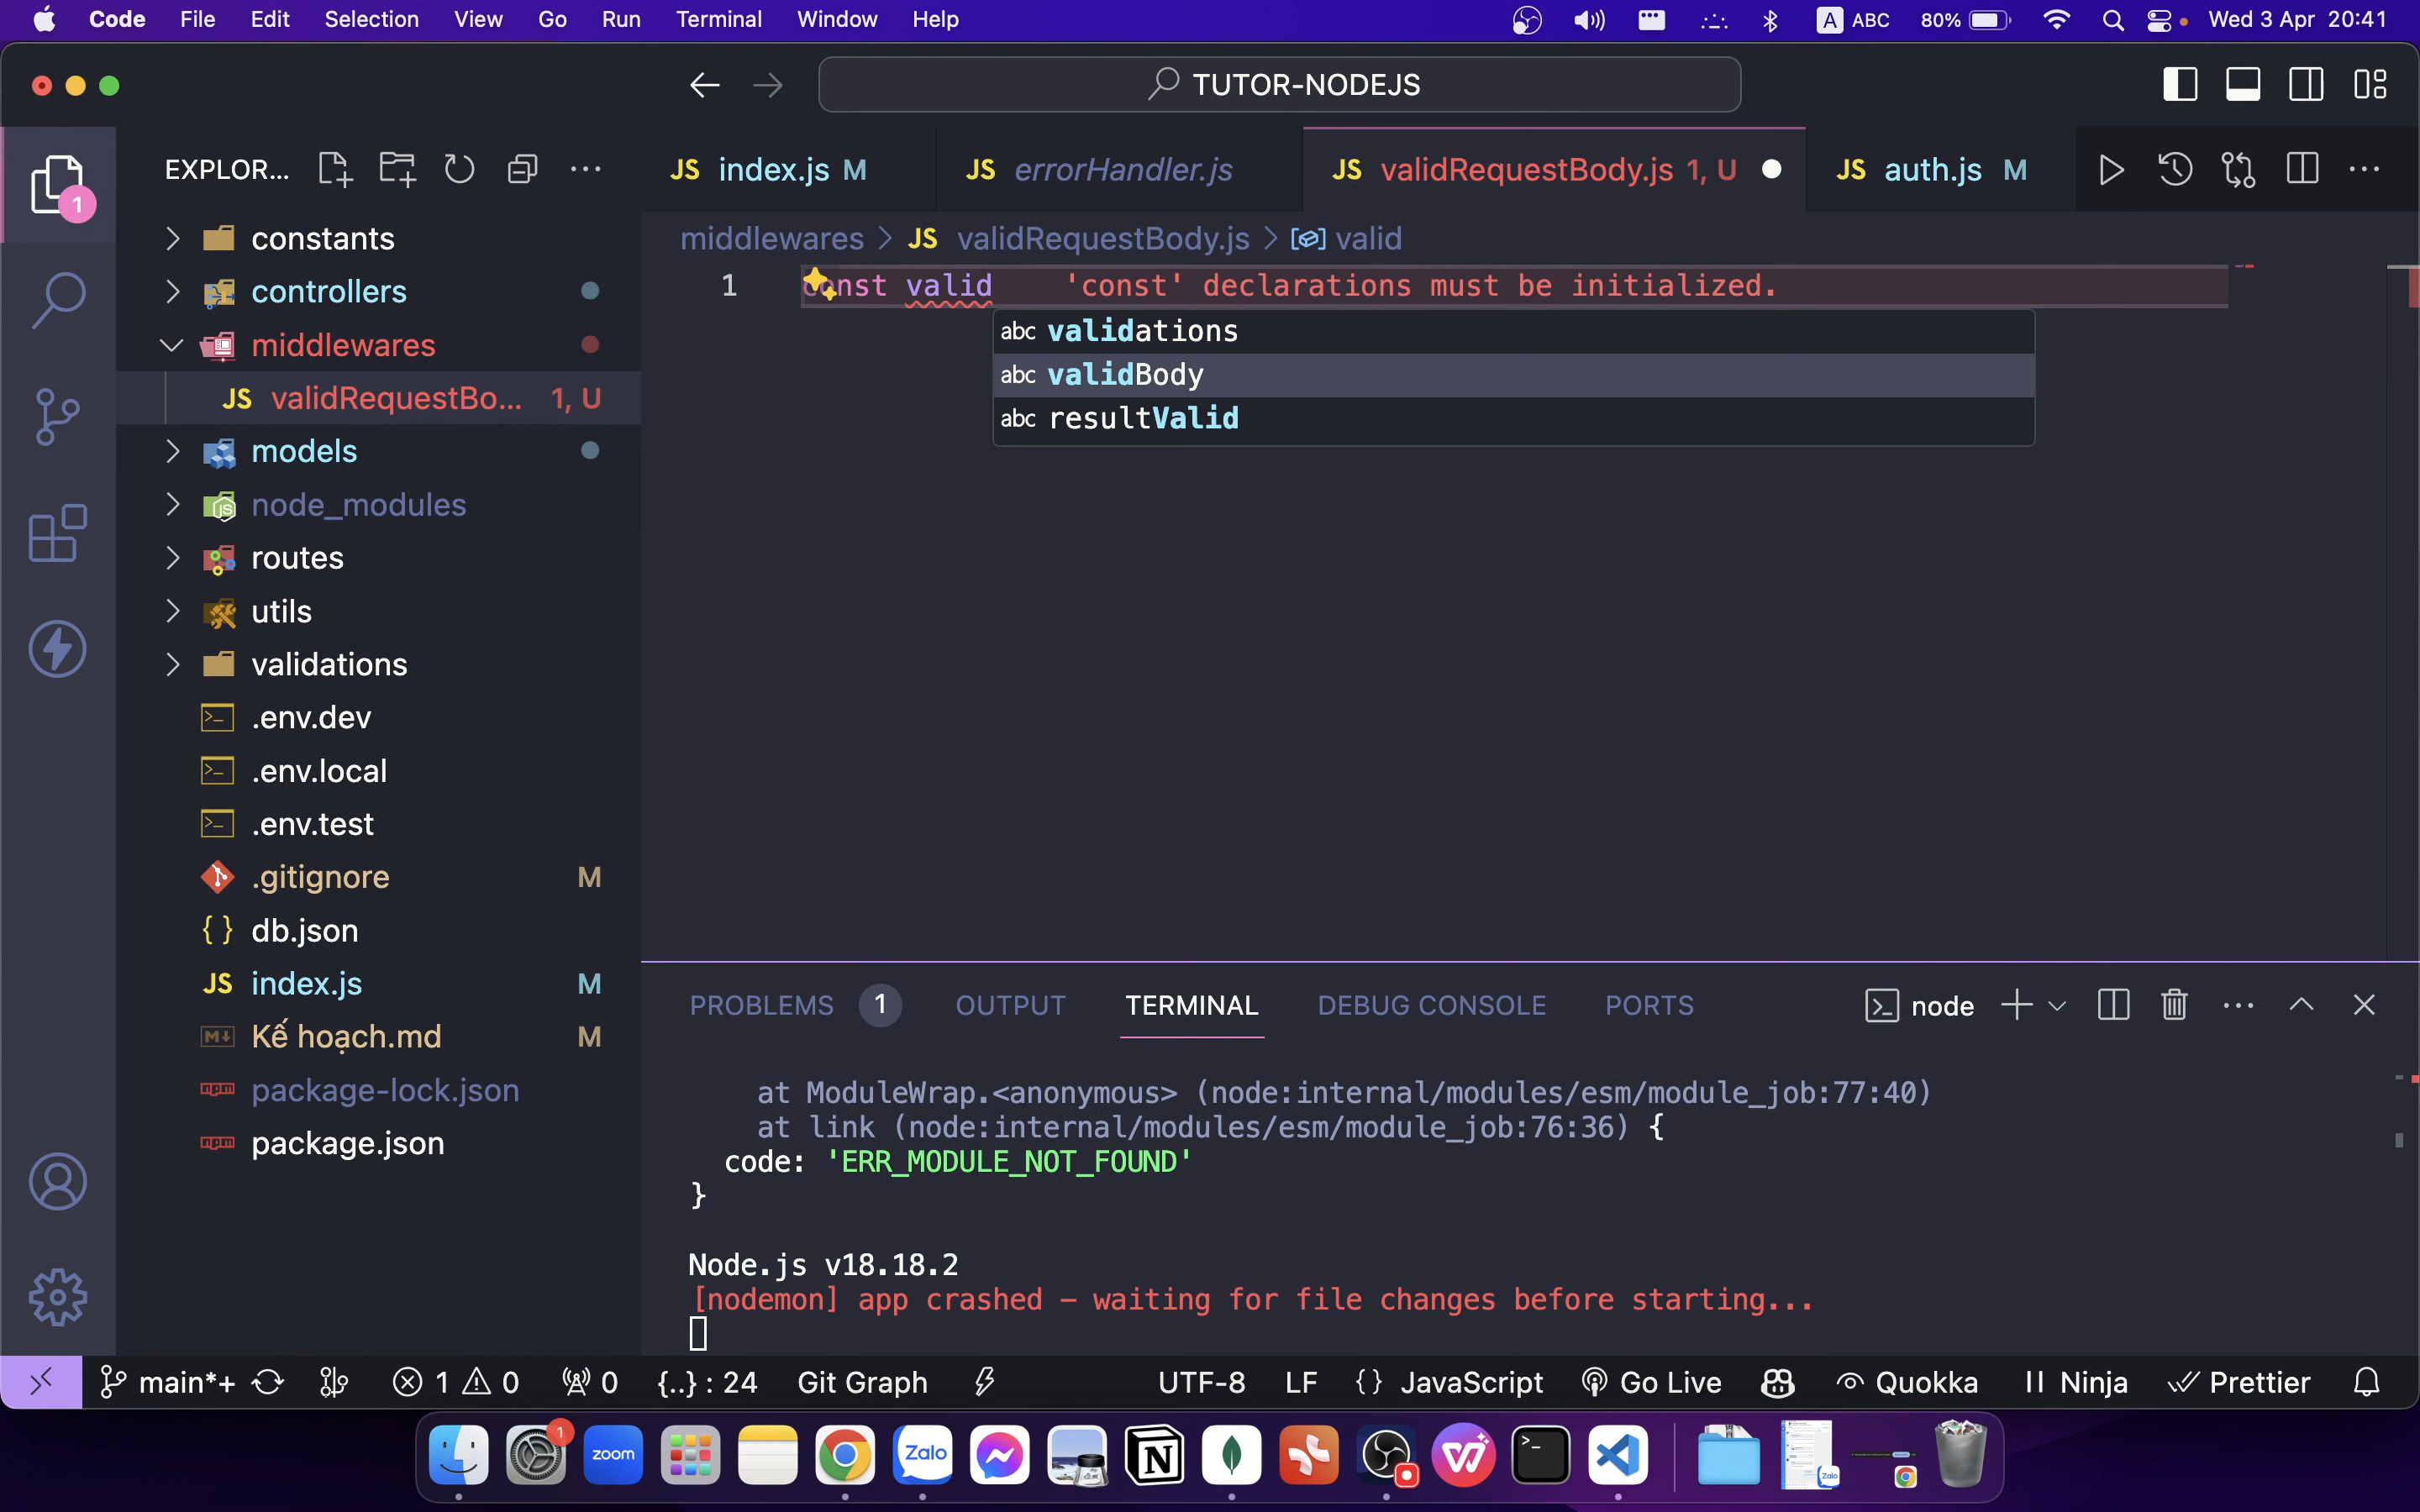 Code File Edit Selection View Go Run Terminal Window Help A ABC 80% Wed 3 Apr 20:41
TUTOR-NODEJS
EXPLOR...
JS index.js M JS errorHandler.js JS validRequestBody.js 1, U JS auth.js M
1
middlewares > JS validRequestBody.js > valid
1 const valid 'const' declarations must be initialized.
abc validations
abc validBody
abc resultValid
constants
controllers
middlewares
JS validRequestBo... 1, U
models
node_modules
routes
utils
validations
.env.dev
.env.local
.env.test
.gitignore M
{ } db.json
JS index.js M
Kế hoạch.md M
package-lock.json
package.json
PROBLEMS 1 OUTPUT TERMINAL DEBUG CONSOLE PORTS node
at ModuleWrap.<anonymous> (node:internal/modules/esm/module_job:77:40)
at link (node:internal/modules/esm/module_job:76:36) {
code: 'ERR_MODULE_NOT_FOUND'
}
Node.js v18.18.2
[nodemon] app crashed - waiting for file changes before starting...
main*+ 1 0 0 {..} : 24 Git Graph UTF-8 LF { } JavaScript Go Live Quokka Ninja Prettier
1
zoom Zalo